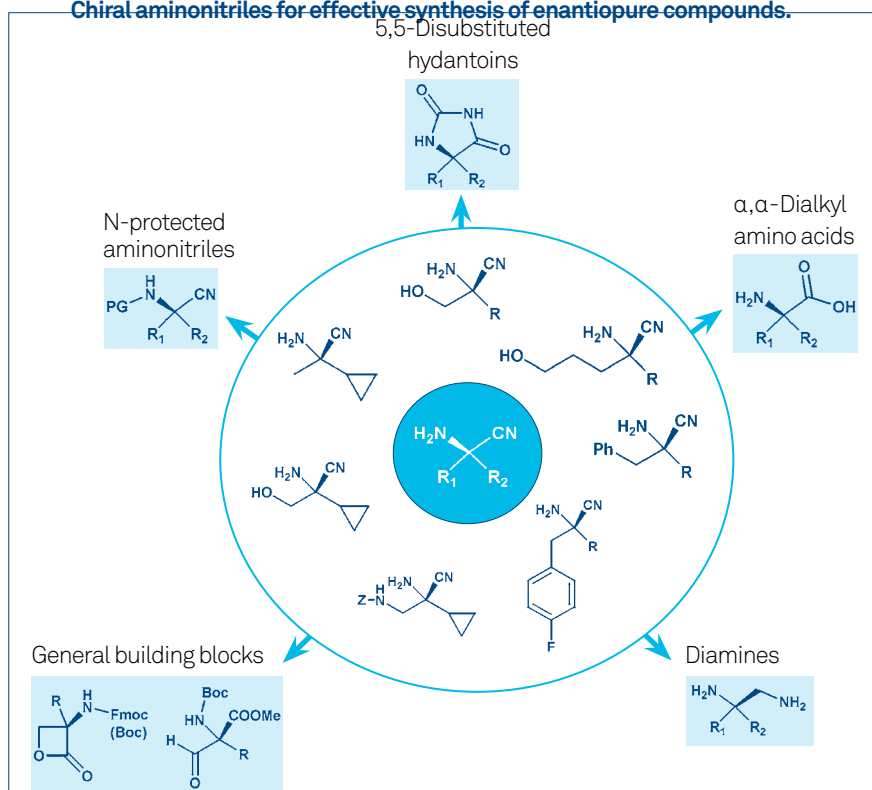 Chiral aminonitriles for effective synthesis of enantiopure compounds.
5,5-Disubstituted
hydantoins
O
NH
HN
O
R₁ R₂
N-protected
aminonitriles
H
PG N CN
R₁ R₂
α,α-Dialkyl
amino acids
O
H₂N OH
R₁ R₂
H₂N CN
HO R
H₂N CN
H₂N CN
HO R
H₂N CN
R₁ R₂
H₂N CN
Ph R
H₂N CN
HO
H₂N CN
R
F
H H₂N CN
Z-N
General building blocks
R H
N Fmoc
(Boc)
O
O
Boc
HN COOMe
H R
O
Diamines
H₂N NH₂
R₁ R₂